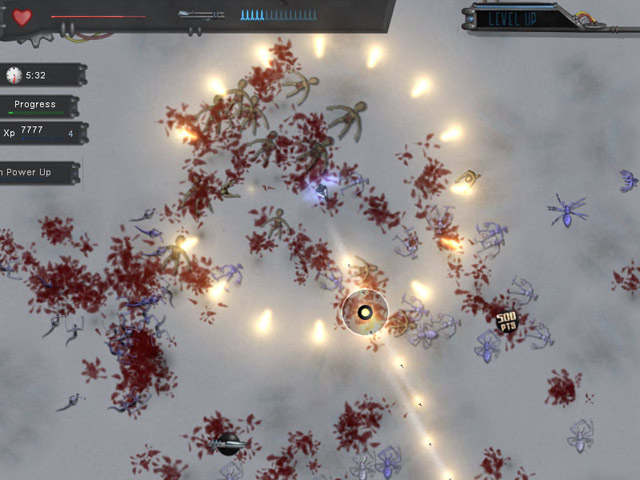 LEVEL UP
5:32
Progress
Xp 7777 4
Power Up
500
PTS